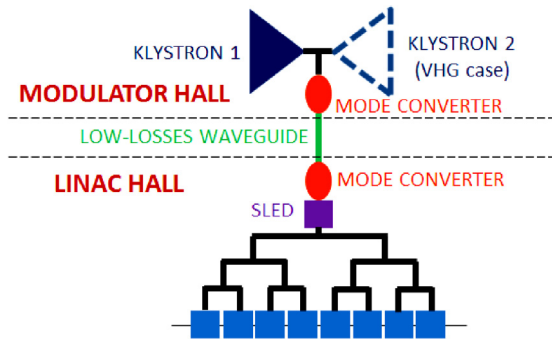 KLYSTRON 1
KLYSTRON 2
(VHG case)
MODULATOR HALL
MODE CONVERTER
LOW-LOSSES WAVEGUIDE
LINAC HALL
MODE CONVERTER
SLED